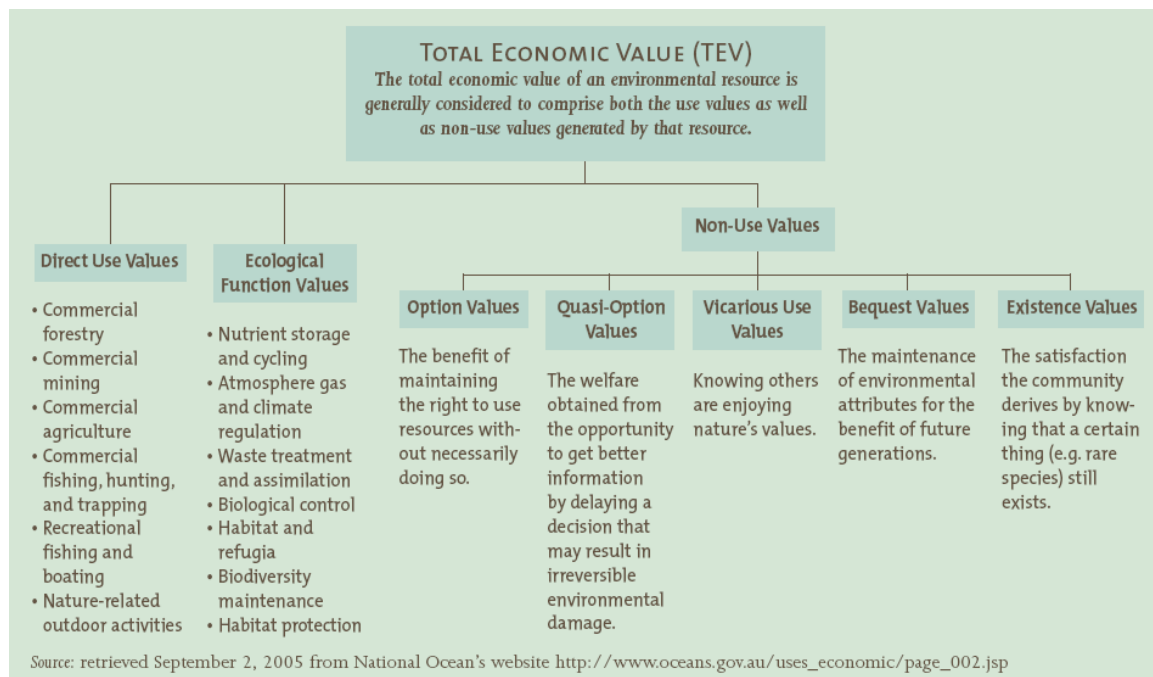 TOTAL ECONOMIC VALUE (TEV)
The total economic value of an environmental resource is
generally considered to comprise both the use values as well
as non-use values generated by that resource.
Direct Use Values
• Commercial
forestry
• Commercial
mining
• Commercial
agriculture
• Commercial
fishing, hunting,
and trapping
• Recreational
fishing and
boating
• Nature-related
outdoor activities
Ecological
Function Values
• Nutrient storage
and cycling
• Atmosphere gas
and climate
regulation
• Waste treatment
and assimilation
• Biological control
• Habitat and
refugia
• Biodiversity
maintenance
• Habitat protection
Non-Use Values
Option Values
The benefit of
maintaining
the right to use
resources with-
out necessarily
doing so.
Quasi-Option
Values
The welfare
obtained from
the opportunity
to get better
information
by delaying a
decision that
may result in
irreversible
environmental
damage.
Vicarious Use
Values
Knowing others
are enjoying
nature's values.
Bequest Values
The maintenance
of environmental
attributes for the
benefit of future
generations.
Existence Values
The satisfaction
the community
derives by know-
ing that a certain
thing (e.g. rare
species) still
exists.
Source: retrieved September 2, 2005 from National Ocean's website http://www.oceans.gov.au/uses_economic/page_002.jsp